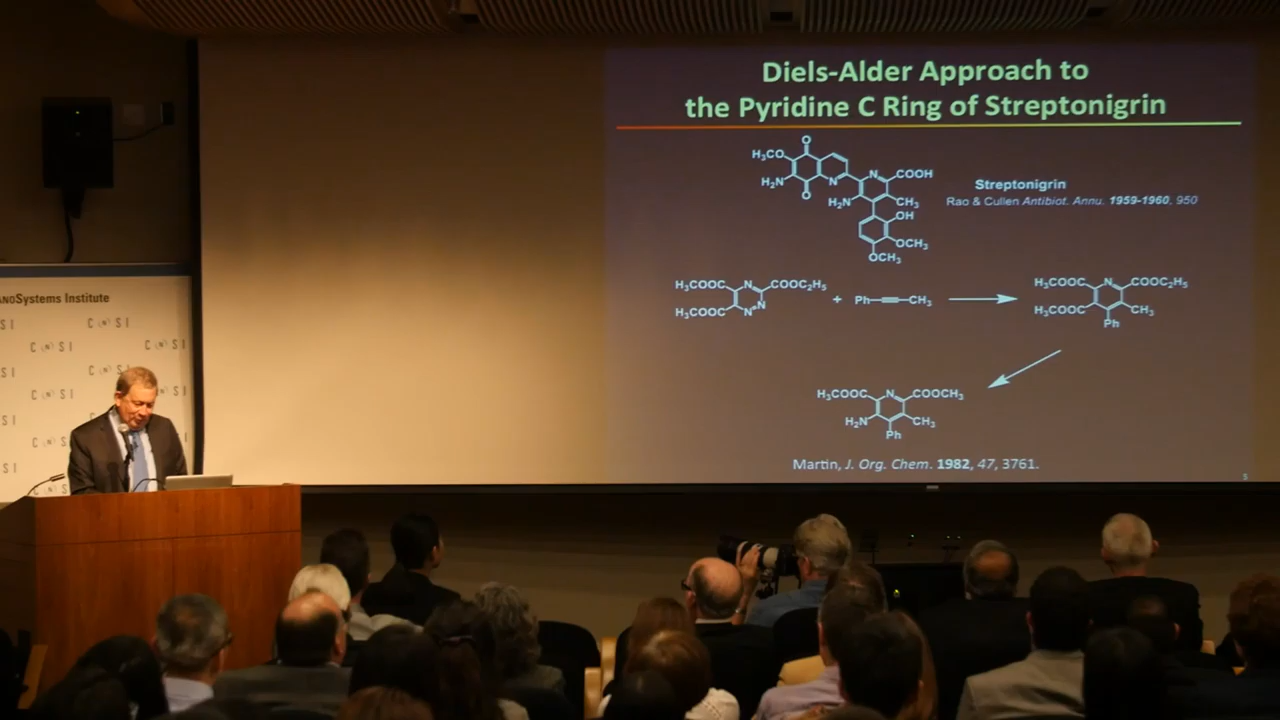 Diels-Alder Approach to
the Pyridine C Ring of Streptonigrin
H₃CO
O
H₂N
O
N
N
COOH
H₂N
CH₃
OH
OCH₃
OCH₃
Streptonigrin
Rao & Cullen Antibiot. Annu. 1959-1960, 950
H₃COOC
N
COOC₂H₅
H₃COOC
N
N
+
Ph
CH₃
H₃COOC
N
COOC₂H₅
H₃COOC
CH₃
Ph
H₃COOC
N
COOCH₃
H₂N
CH₃
Ph
Martin, J. Org. Chem. 1982, 47, 3761.
5
NANOSystems Institute
S I
C (N) S I
C (N) S I
C (N) S I
S I
C (N) S
C (N) S I
S I
C (N) S
S I